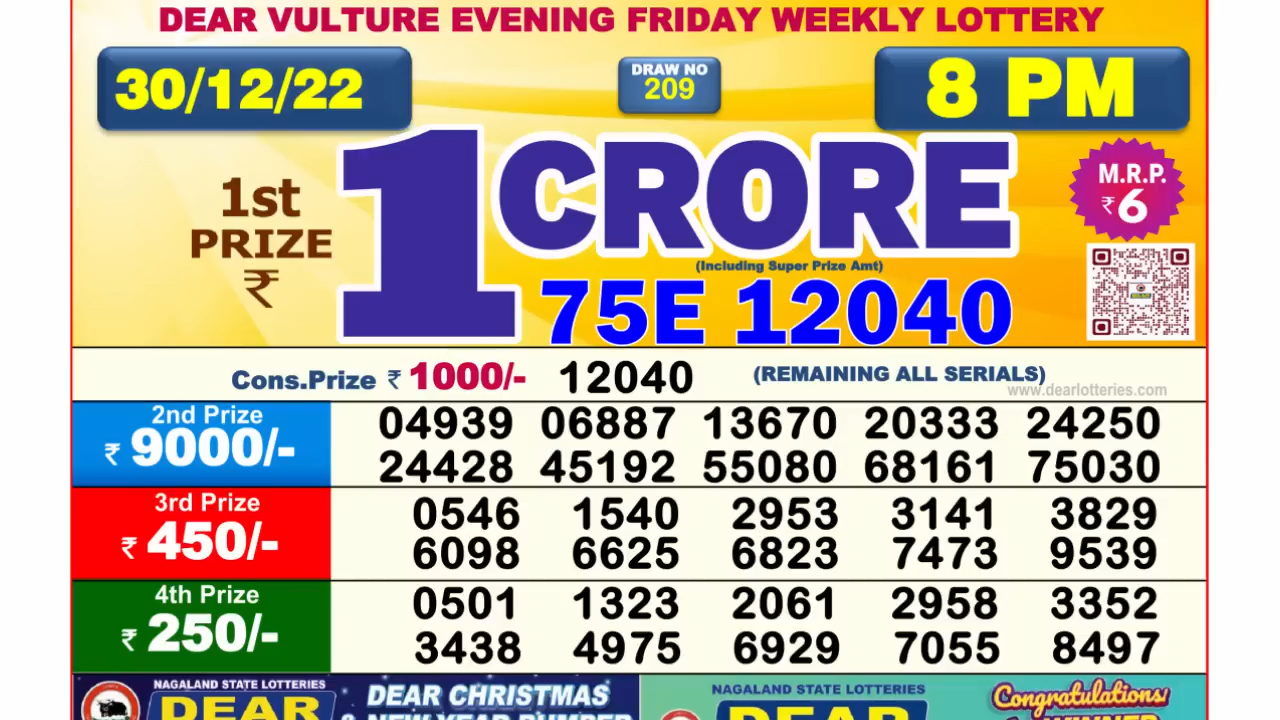 DEAR VULTURE EVENING FRIDAY WEEKLY LOTTERY
30/12/22
DRAW NO
209
8 PM
1st
PRIZE
₹
1 CRORE
(Including Super Prize Amt)
75E 12040
M.R.P.
₹ 6
Cons.Prize ₹ 1000/- 12040 (REMAINING ALL SERIALS)
www.dearlotteries.com
2nd Prize
₹ 9000/-
04939 06887 13670 20333 24250
24428 45192 55080 68161 75030
3rd Prize
₹ 450/-
0546 1540 2953 3141 3829
6098 6625 6823 7473 9539
4th Prize
₹ 250/-
0501 1323 2061 2958 3352
3438 4975 6929 7055 8497
NAGALAND STATE LOTTERIES
DEAR
DEAR CHRISTMAS
& NEW YEAR BUMPER
NAGALAND STATE LOTTERIES
DEAR
Congratulations
WINNER